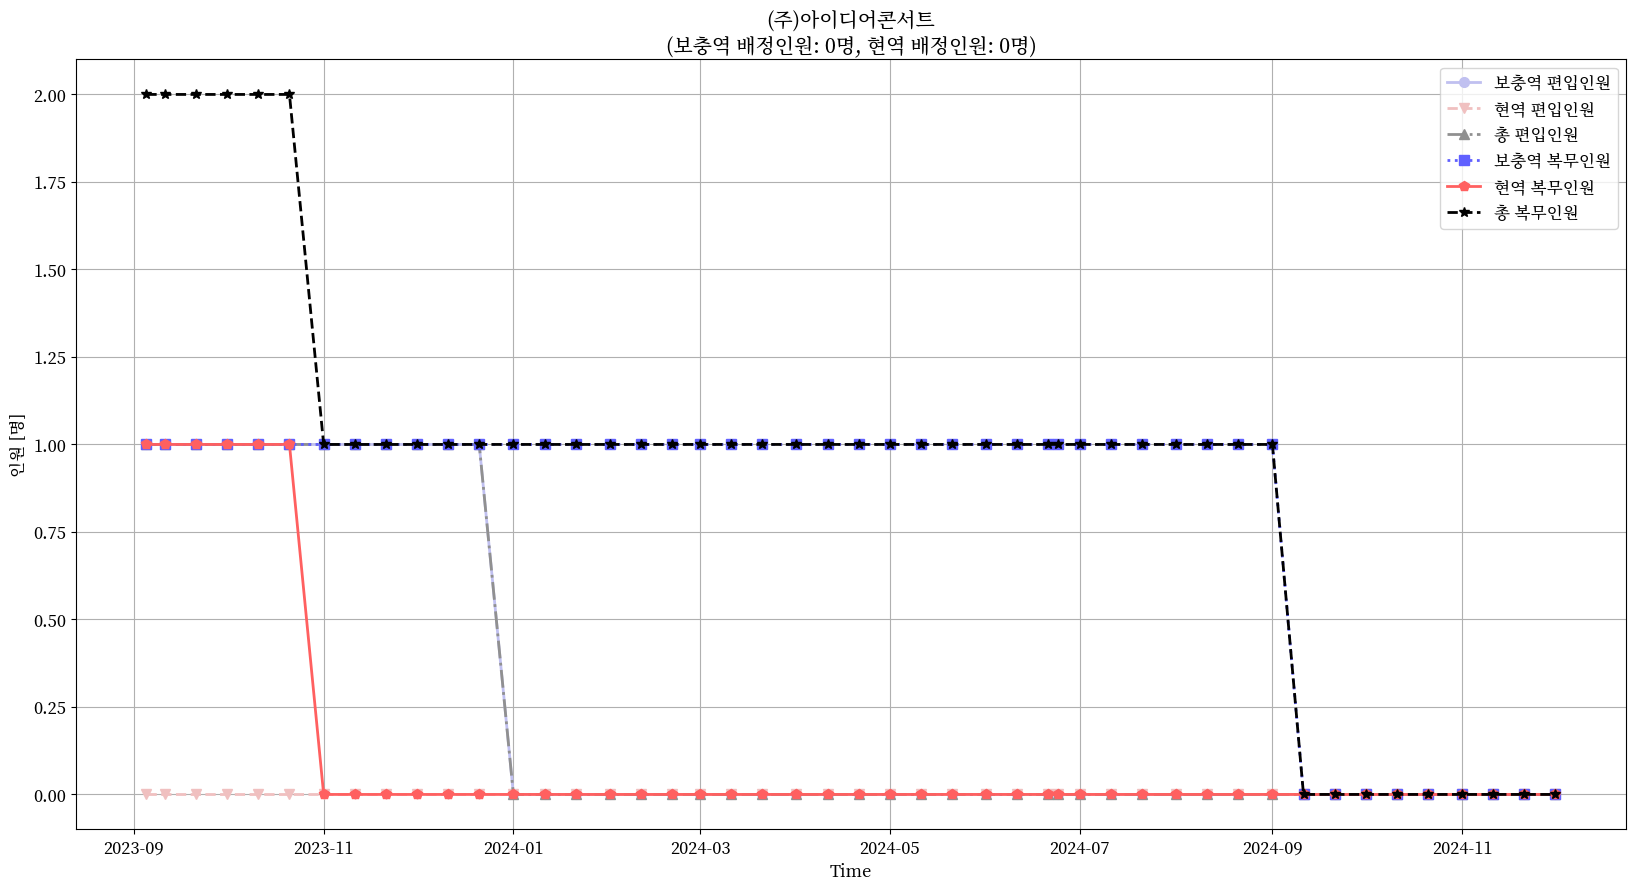 (주)아이디어콘서트
(보충역 배정인원: 0명, 현역 배정인원: 0명)
보충역 편입인원
현역 편입인원
총 편입인원
보충역 복무인원
현역 복무인원
총 복무인원
인원 [명]
2.00
1.75
1.50
1.25
1.00
0.75
0.50
0.25
0.00
2023-09 2023-11 2024-01 2024-03 2024-05 2024-07 2024-09 2024-11
Time